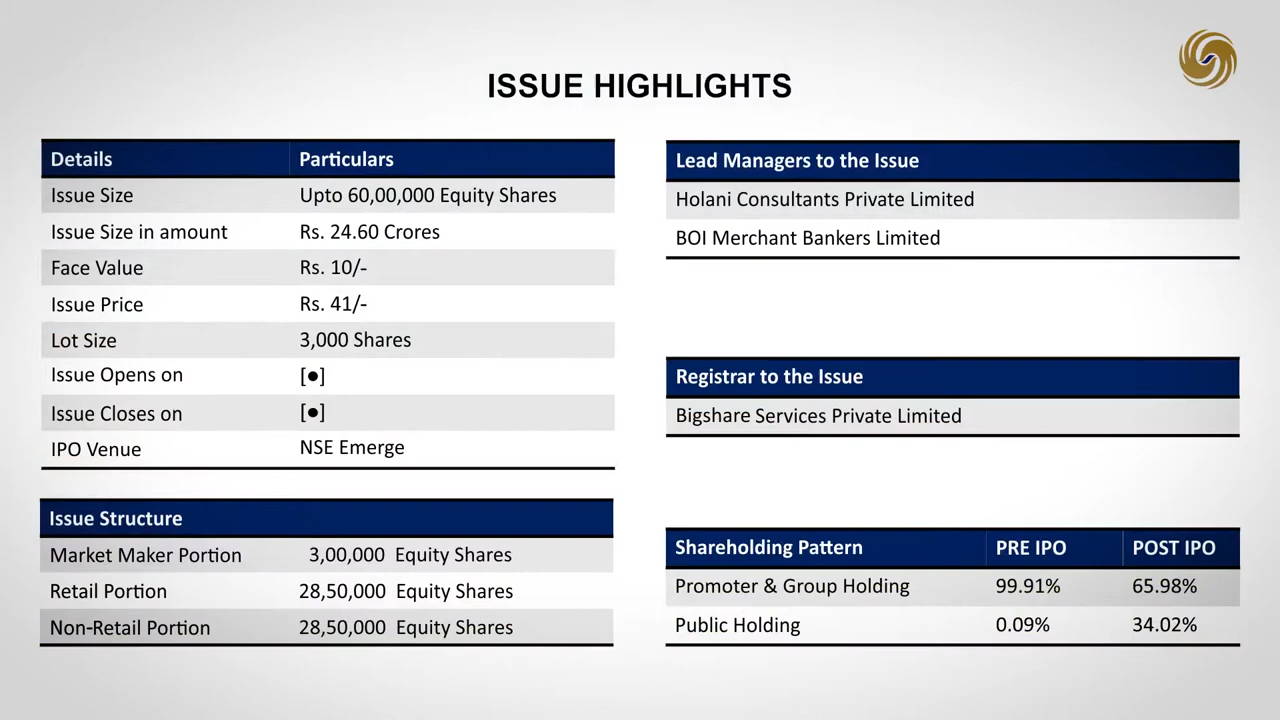 ISSUE HIGHLIGHTS
Details Particulars
Issue Size Upto 60,00,000 Equity Shares
Issue Size in amount Rs. 24.60 Crores
Face Value Rs. 10/-
Issue Price Rs. 41/-
Lot Size 3,000 Shares
Issue Opens on [●]
Issue Closes on [●]
IPO Venue NSE Emerge
Issue Structure
Market Maker Portion 3,00,000 Equity Shares
Retail Portion 28,50,000 Equity Shares
Non-Retail Portion 28,50,000 Equity Shares
Lead Managers to the Issue
Holani Consultants Private Limited
BOI Merchant Bankers Limited
Registrar to the Issue
Bigshare Services Private Limited
Shareholding Pattern PRE IPO POST IPO
Promoter & Group Holding 99.91% 65.98%
Public Holding 0.09% 34.02%